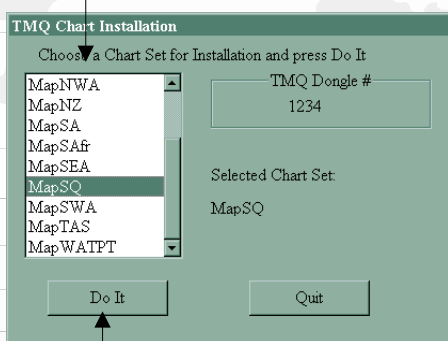 TMQ Chart Installation
Choose a Chart Set for Installation and press Do It
MapNWA
MapNZ
MapSA
MapSAfr
MapSEA
MapSQ
MapSWA
MapTAS
MapWATPT
TMQ Dongle #
1234
Selected Chart Set:
MapSQ
Do It
Quit